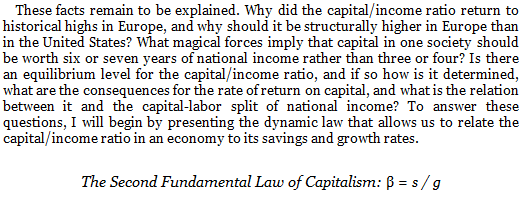 These facts remain to be explained. Why did the capital/income ratio return to
historical highs in Europe, and why should it be structurally higher in Europe than
in the United States? What magical forces imply that capital in one society should
be worth six or seven years of national income rather than three or four? Is there
an equilibrium level for the capital/income ratio, and if so how is it determined,
what are the consequences for the rate of return on capital, and what is the relation
between it and the capital-labor split of national income? To answer these
questions, I will begin by presenting the dynamic law that allows us to relate the
capital/income ratio in an economy to its savings and growth rates.
The Second Fundamental Law of Capitalism: β = s / g